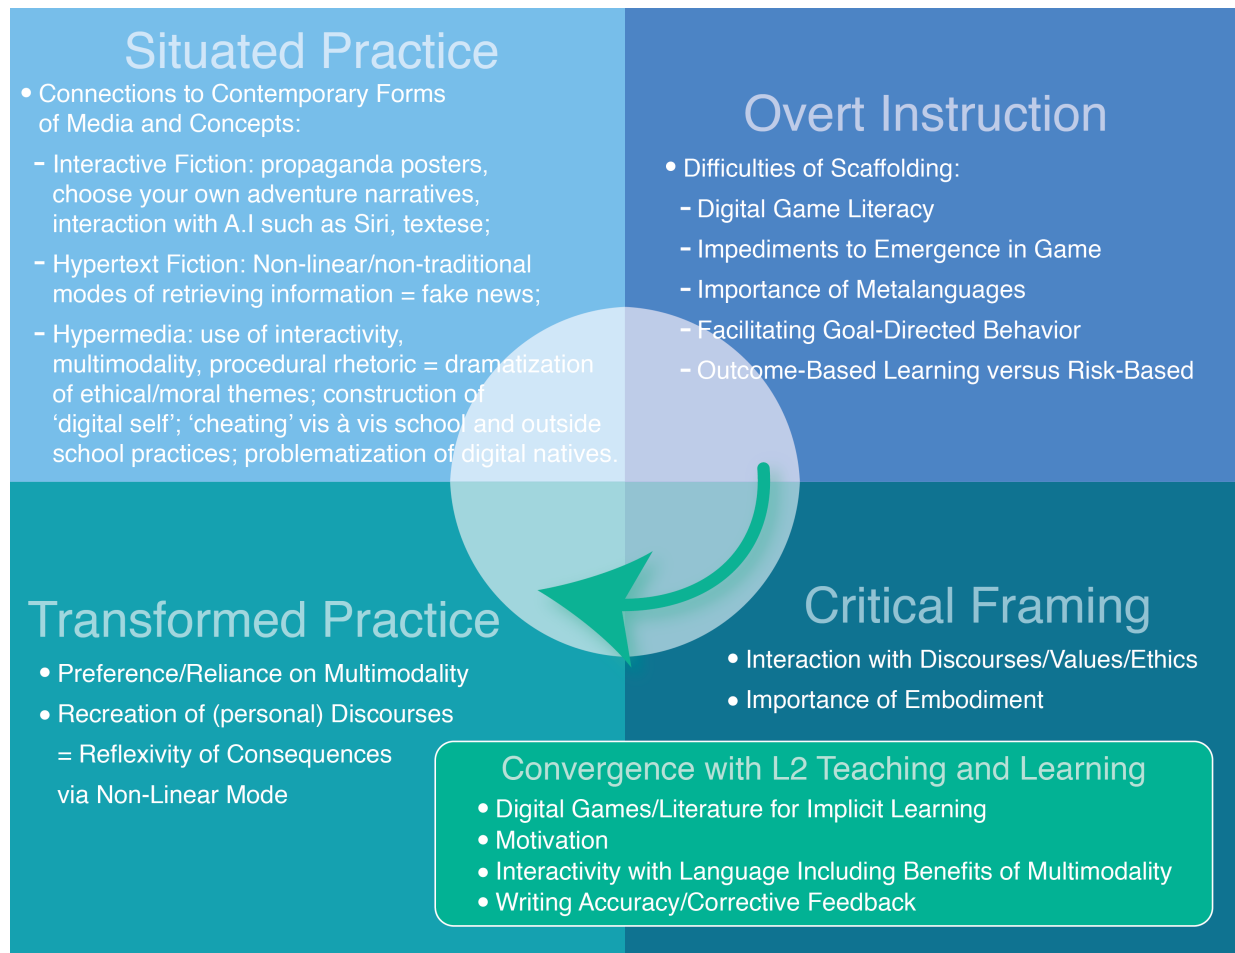 Situated Practice
• Connections to Contemporary Forms
of Media and Concepts:
- Interactive Fiction: propaganda posters,
choose your own adventure narratives,
interaction with A.I such as Siri, textese;
- Hypertext Fiction: Non-linear/non-traditional
modes of retrieving information = fake news;
- Hypermedia: use of interactivity,
multimodality, procedural rhetoric = dramatization
of ethical/moral themes; construction of
‘digital self’; ‘cheating’ vis à vis school and outside
school practices; problematization of digital natives.
Overt Instruction
• Difficulties of Scaffolding:
- Digital Game Literacy
- Impediments to Emergence in Game
- Importance of Metalanguages
- Facilitating Goal-Directed Behavior
- Outcome-Based Learning versus Risk-Based
Transformed Practice
• Preference/Reliance on Multimodality
• Recreation of (personal) Discourses
= Reflexivity of Consequences
via Non-Linear Mode
Critical Framing
• Interaction with Discourses/Values/Ethics
• Importance of Embodiment
Convergence with L2 Teaching and Learning
• Digital Games/Literature for Implicit Learning
• Motivation
• Interactivity with Language Including Benefits of Multimodality
• Writing Accuracy/Corrective Feedback